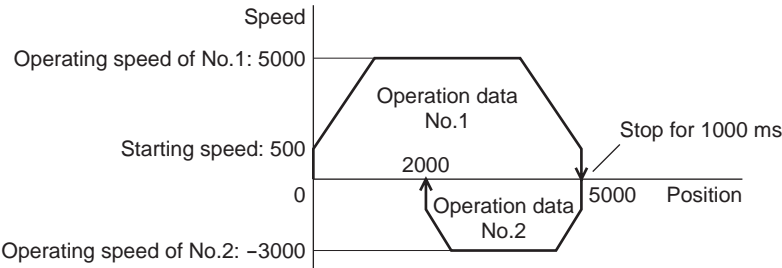 Speed
Operating speed of No.1: 5000
Operation data
No.1
Stop for 1000 ms
Starting speed: 500
2000
0
5000
Position
Operation data
No.2
Operating speed of No.2: −3000